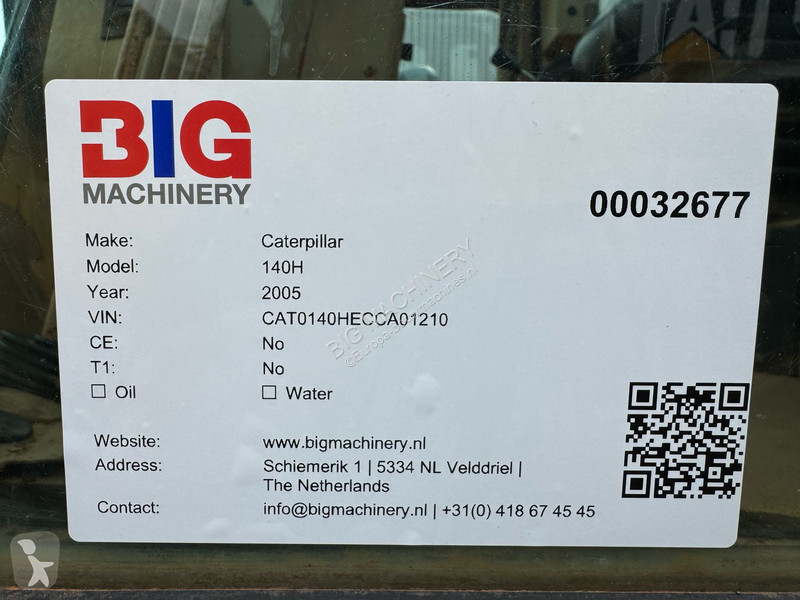 BIG
MACHINERY
00032677
Make: Caterpillar
Model: 140H
Year: 2005
VIN: CAT0140HECCA01210
CE: No
T1: No
Oil Water
Website: www.bigmachinery.nl
Address: Schiemerik 1 | 5334 NL Velddriel |
The Netherlands
Contact: info@bigmachinery.nl | +31(0) 418 67 45 45
BIG MACHINERY